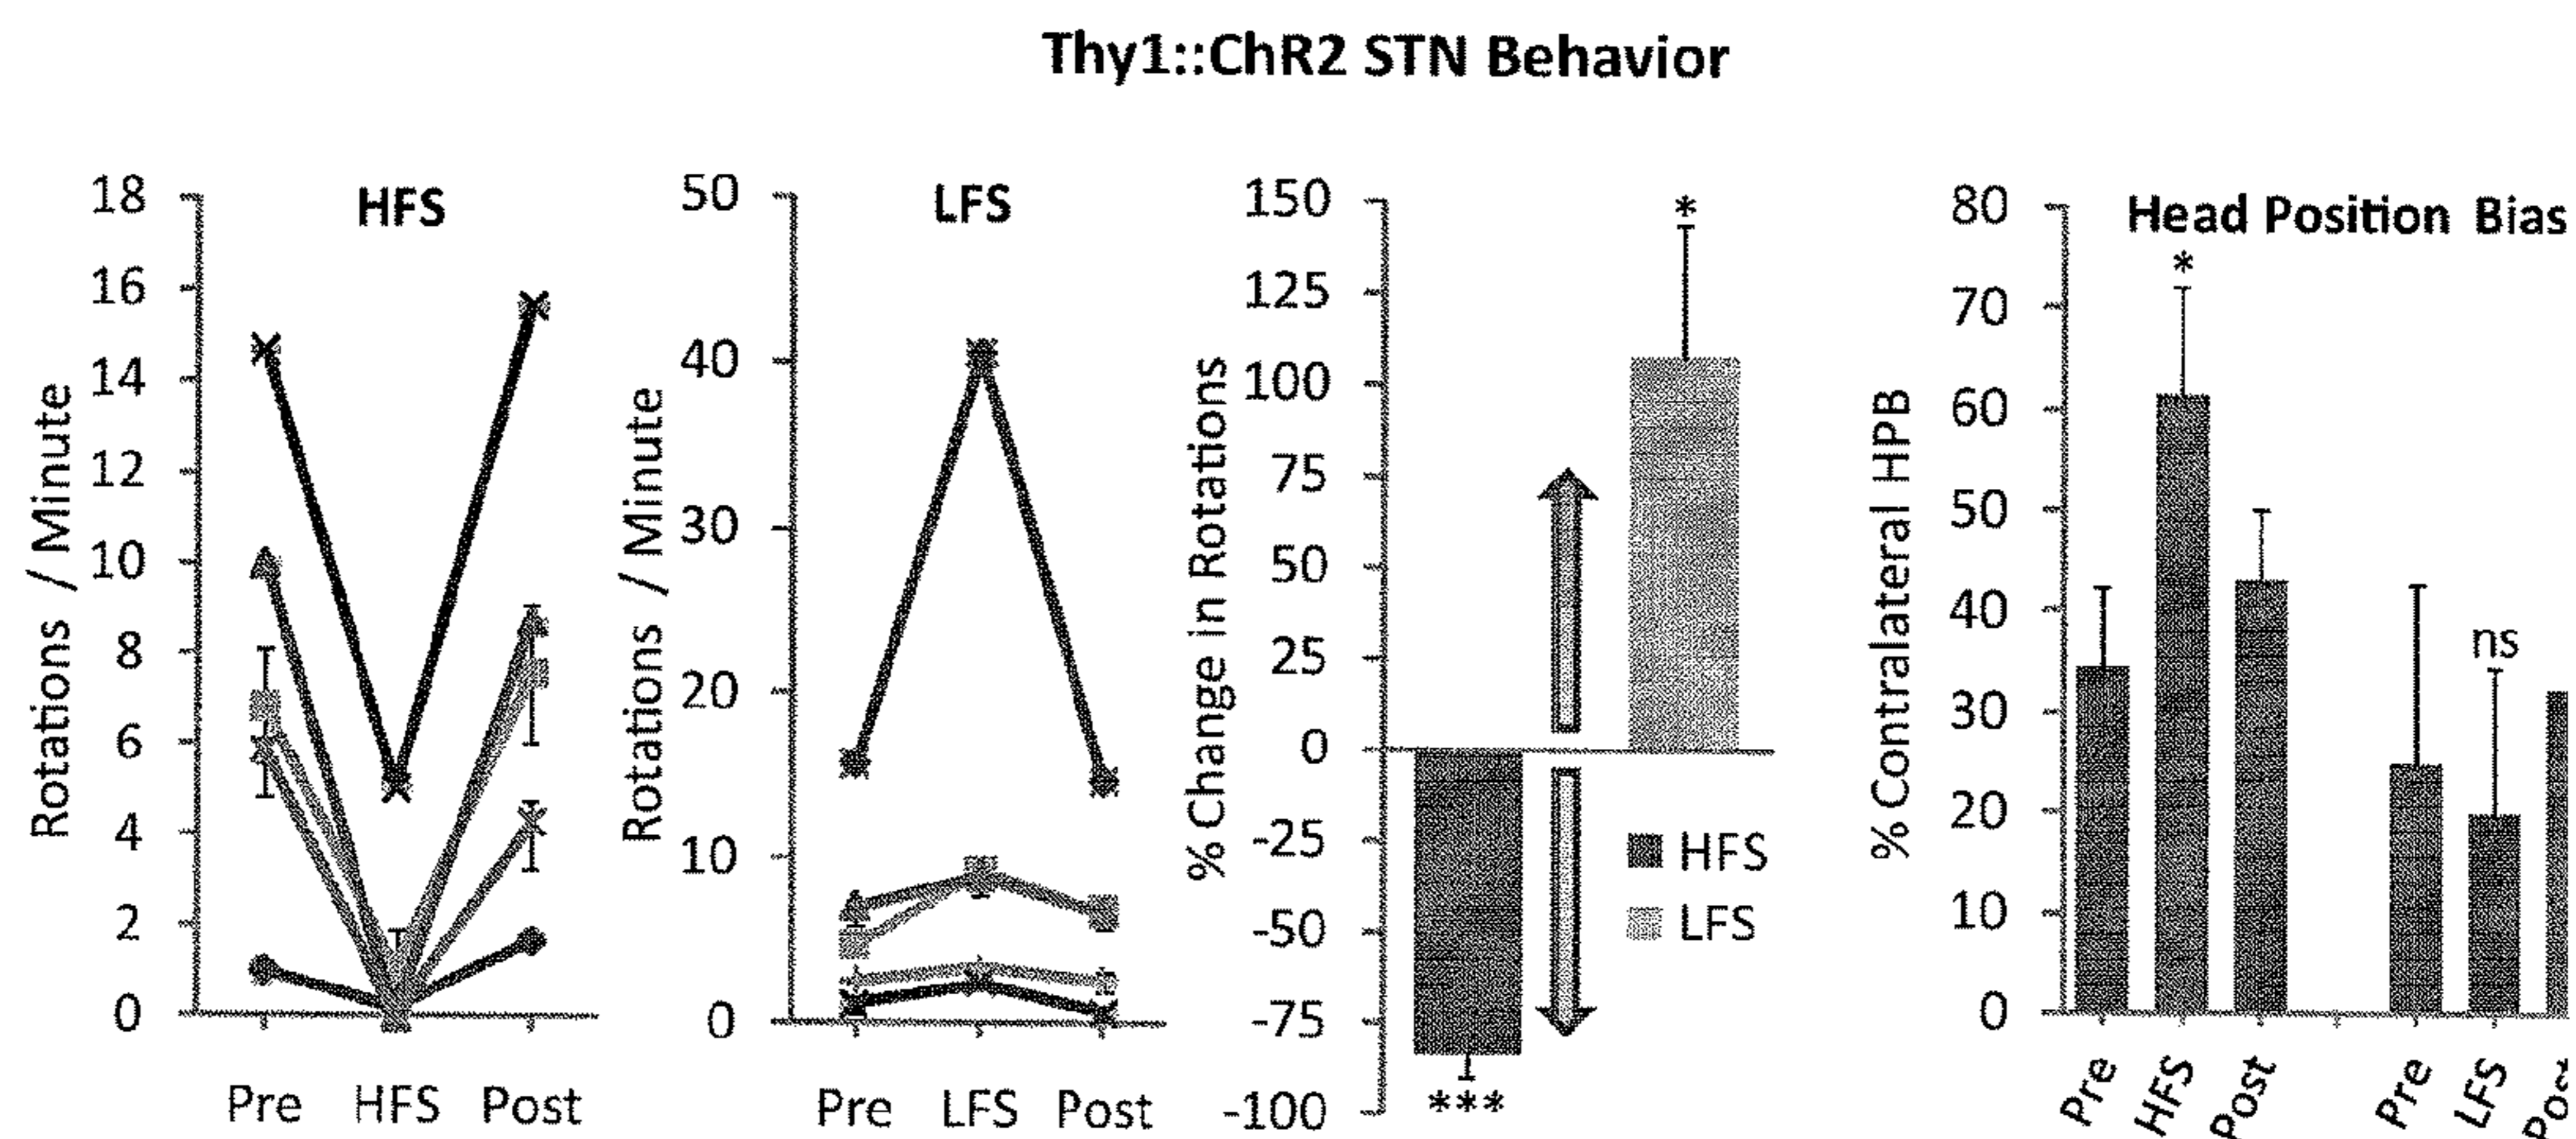 Thy1::ChR2 STN Behavior
HFS
Rotations / Minute
18
16
14
12
10
8
6
4
2
0
Pre HFS Post
LFS
Rotations / Minute
50
40
30
20
10
0
Pre LFS Post
% Change in Rotations
150
125
100
75
50
25
0
-25
-50
-75
-100
*
***
HFS
LFS
Head Position Bias
% Contralateral HPB
80
70
60
50
40
30
20
10
0
*
ns
Pre
HFS
Post
Pre
LFS